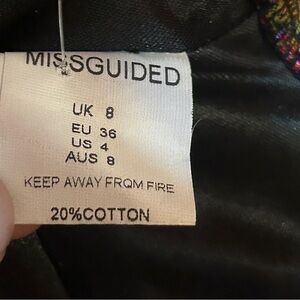 MISSGUIDED
UK 8
EU 36
US 4
AUS 8
KEEP AWAY FROM FIRE
20%COTTON